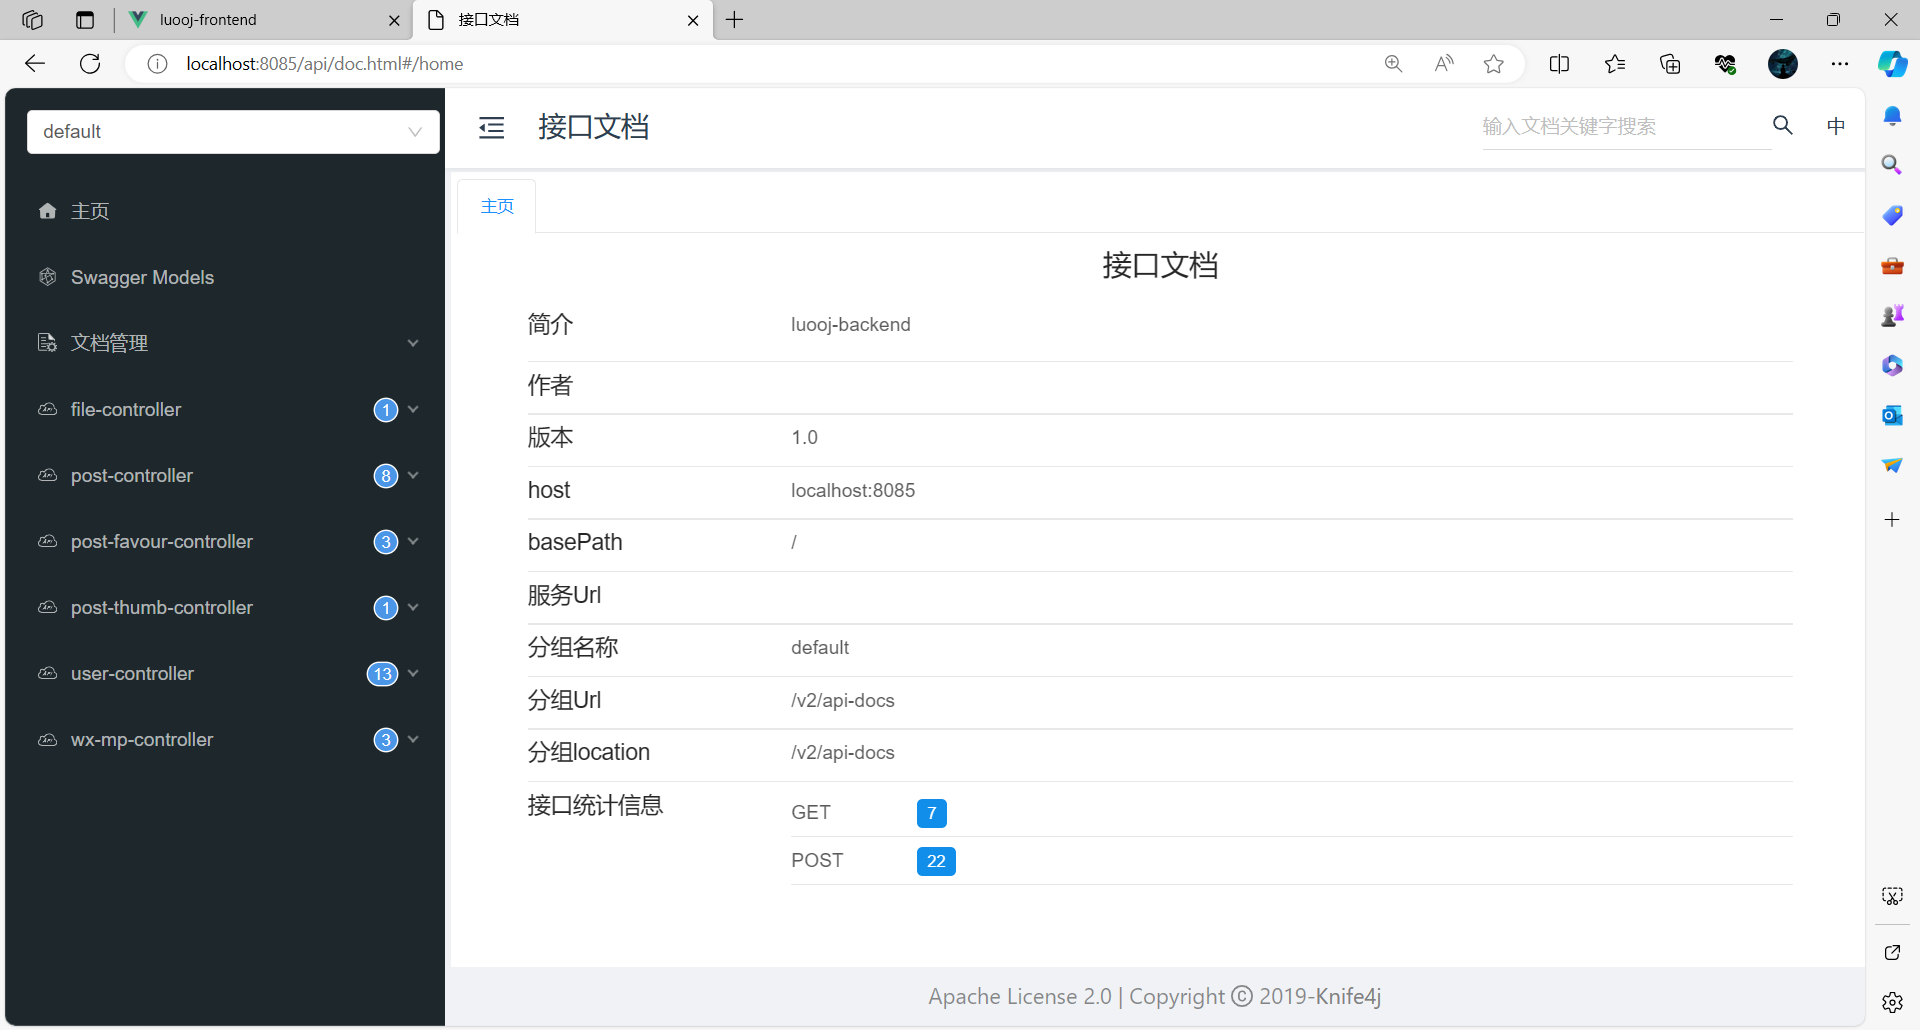 luooj-frontend
接口文档
localhost:8085/api/doc.html#/home
default
主页
Swagger Models
文档管理
file-controller 1
post-controller 8
post-favour-controller 3
post-thumb-controller 1
user-controller 13
wx-mp-controller 3
接口文档
输入文档关键字搜索
中
主页
接口文档
简介 luooj-backend
作者
版本 1.0
host localhost:8085
basePath /
服务Url
分组名称 default
分组Url /v2/api-docs
分组location /v2/api-docs
接口统计信息
GET 7
POST 22
Apache License 2.0 | Copyright © 2019-Knife4j